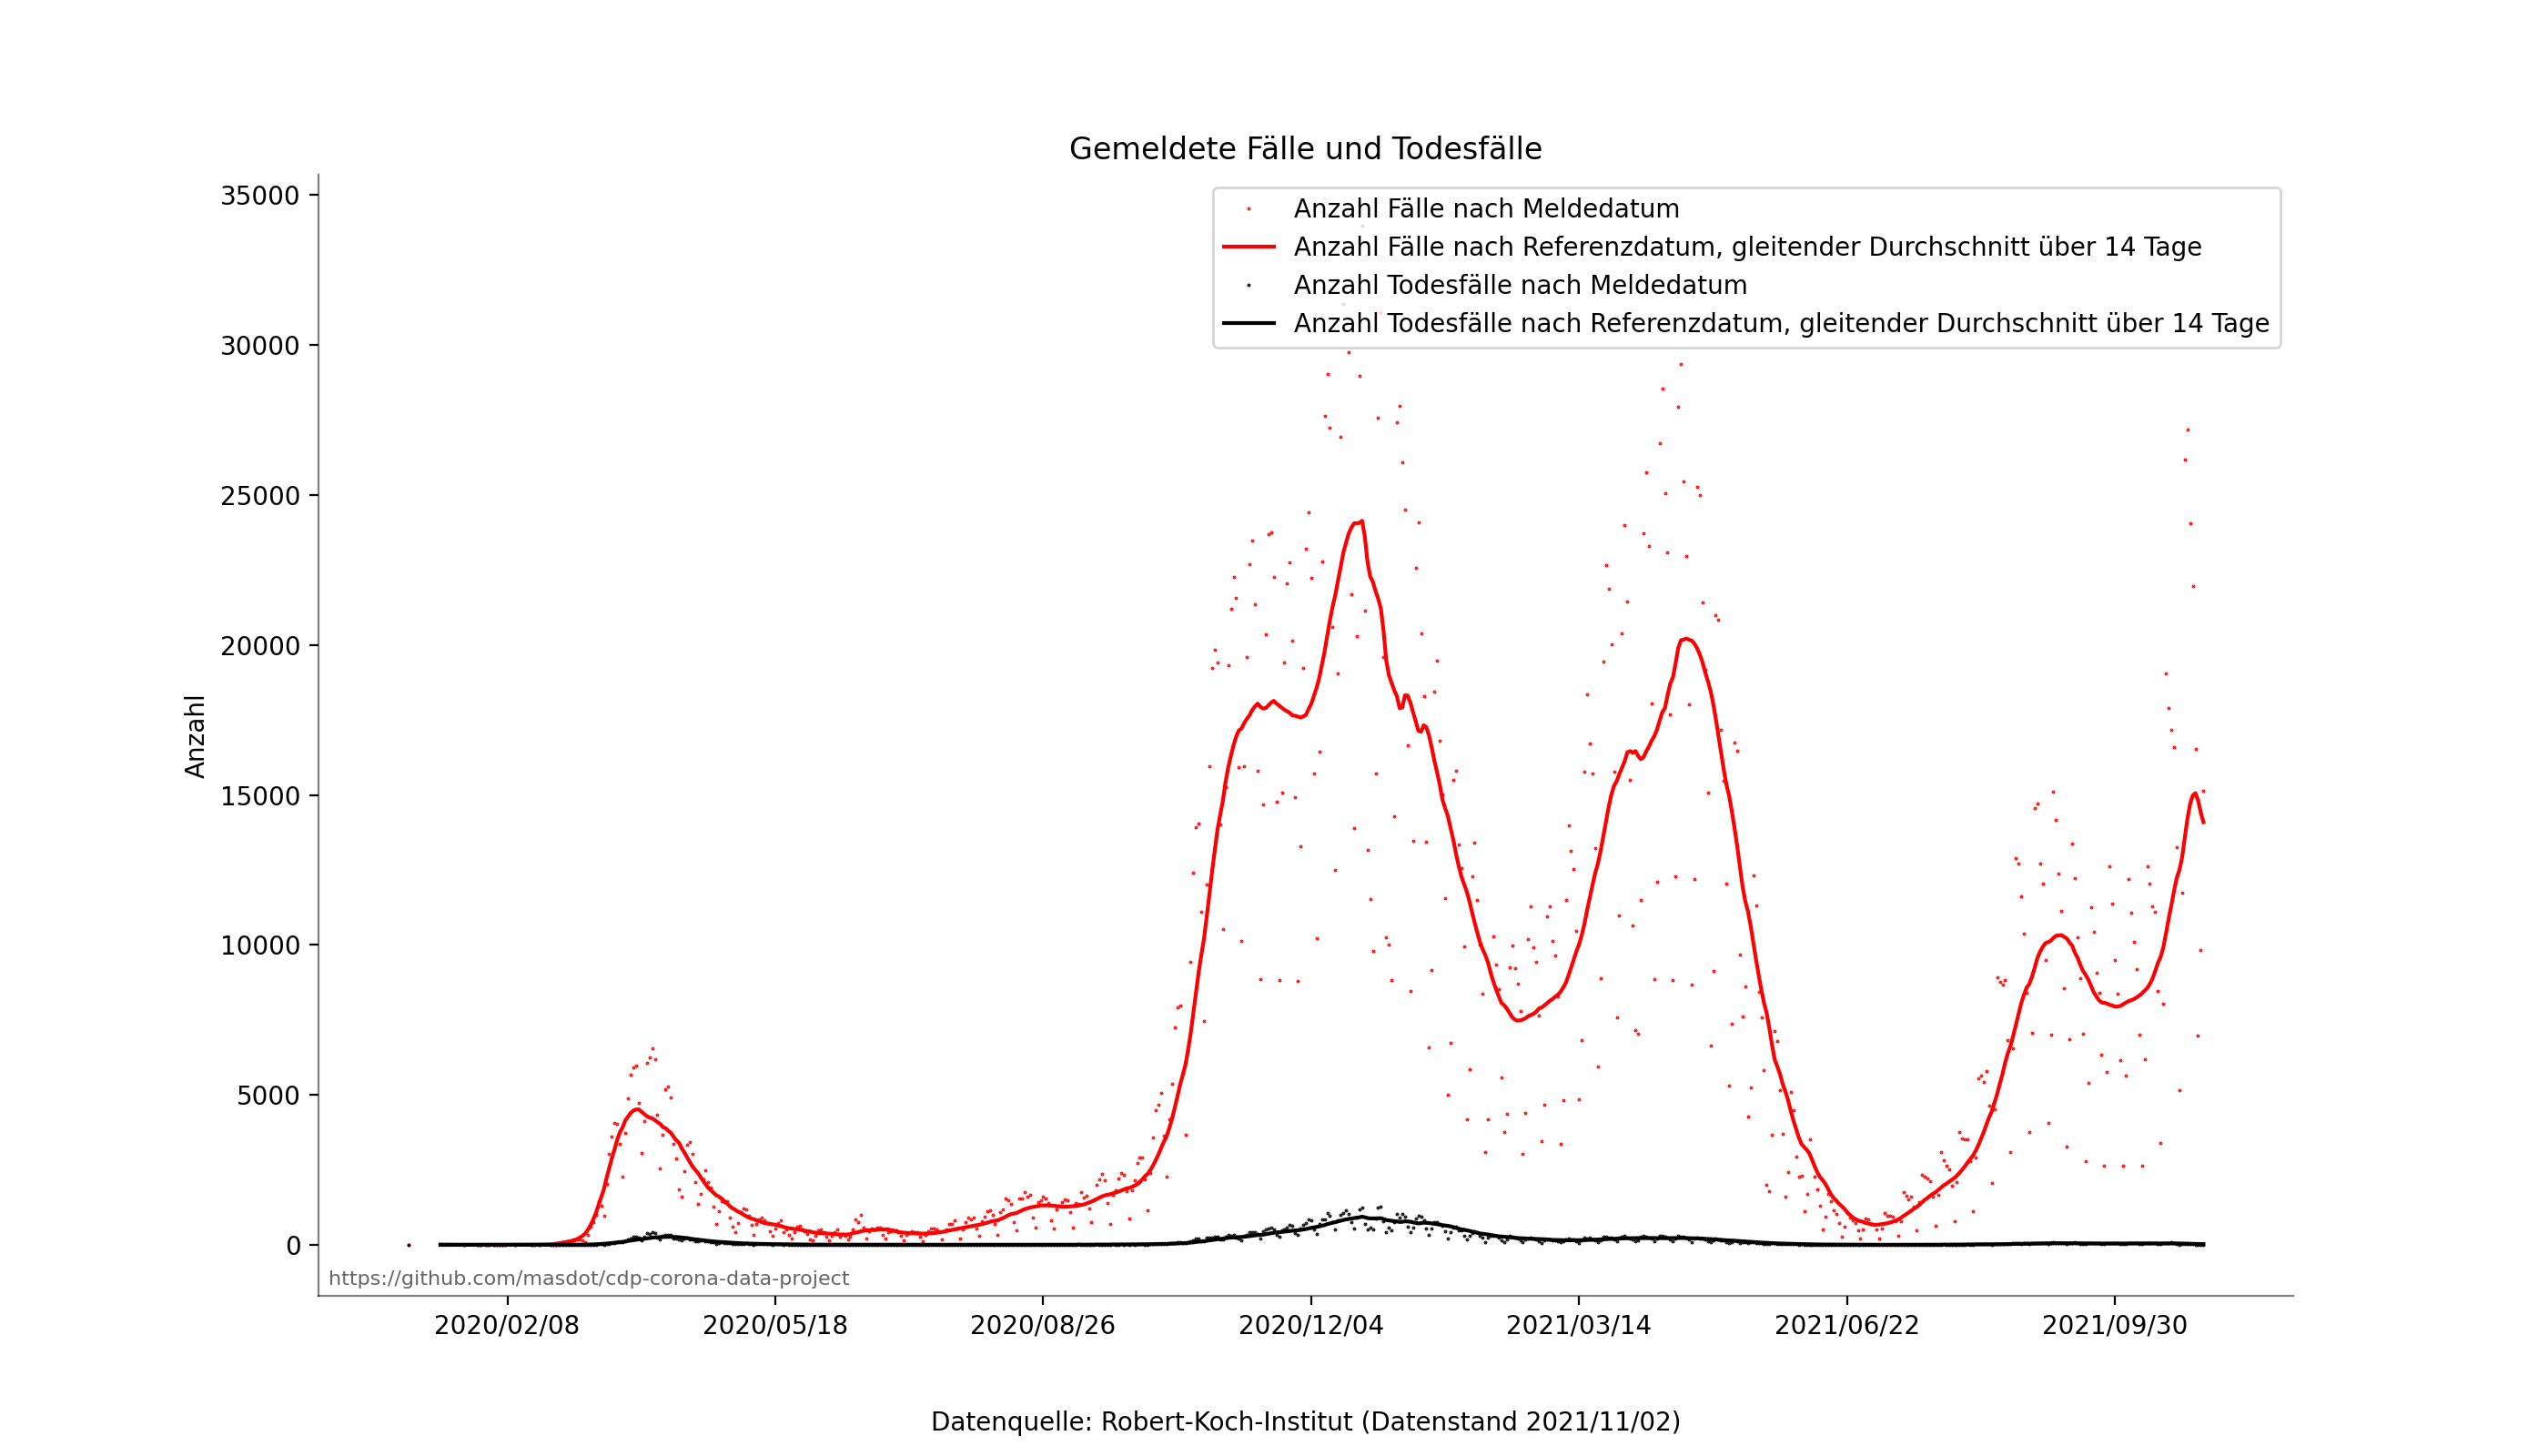 Gemeldete Fälle und Todesfälle
Anzahl Fälle nach Meldedatum
Anzahl Fälle nach Referenzdatum, gleitender Durchschnitt über 14 Tage
Anzahl Todesfälle nach Meldedatum
Anzahl Todesfälle nach Referenzdatum, gleitender Durchschnitt über 14 Tage
35000
30000
25000
20000
15000
10000
5000
0
Anzahl
https://github.com/masdot/cdp-corona-data-project
2020/02/08 2020/05/18 2020/08/26 2020/12/04 2021/03/14 2021/06/22 2021/09/30
Datenquelle: Robert-Koch-Institut (Datenstand 2021/11/02)